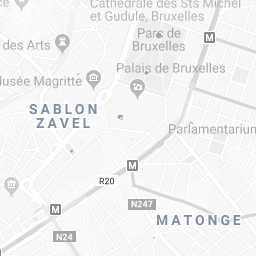 Cathédrale des Sts Michel
et Gudule, Bruxelles
Parc de
Bruxelles
des Arts
Palais de Bruxelles
Musée Magritte
SABLON
ZAVEL
Parlamentarium
M
R20
M
N247
MATONGE
N24
M